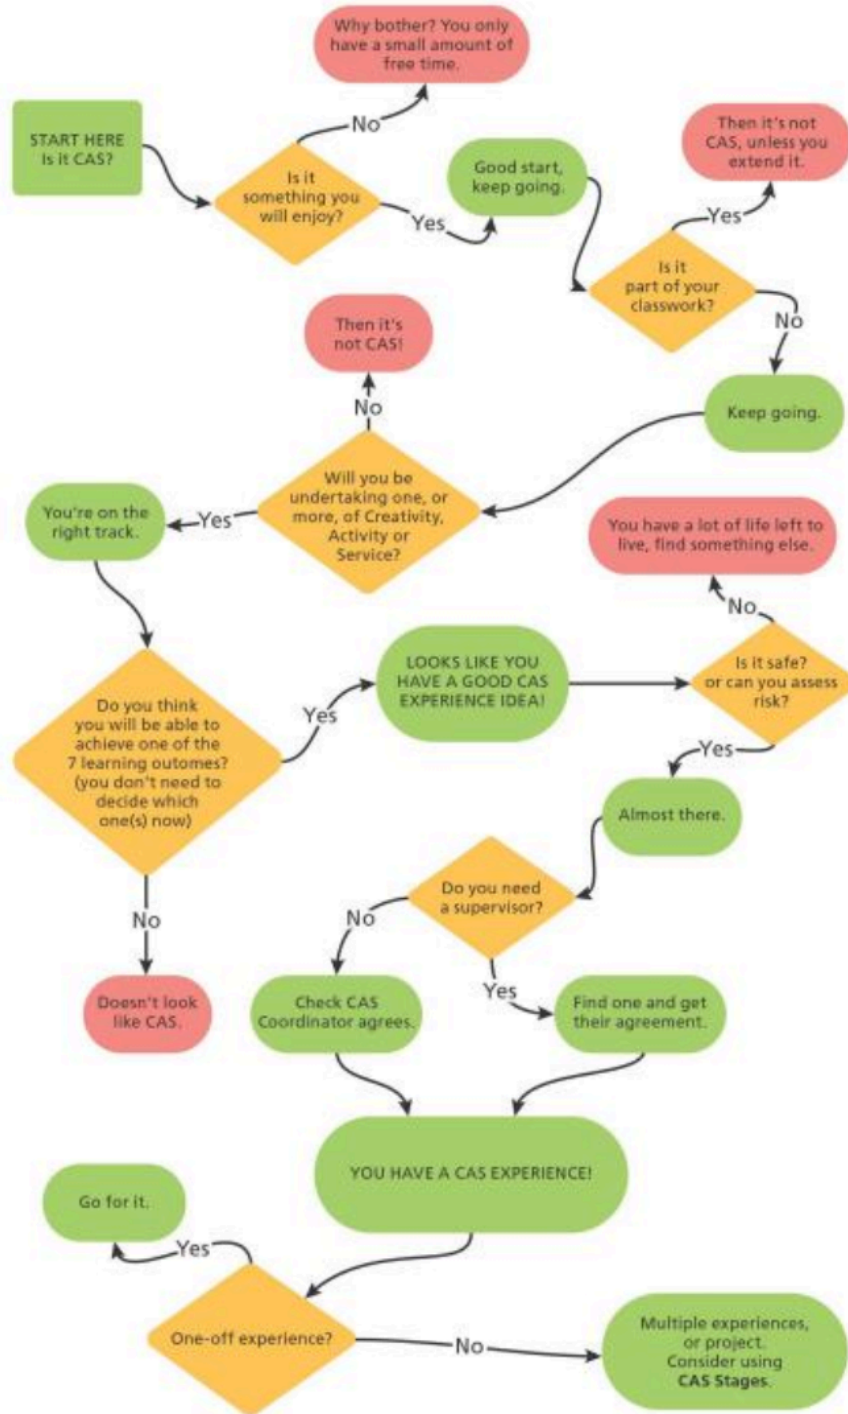 Why bother? You only
have a small amount of
free time.
START HERE
Is it CAS?
No
Is it
something you
will enjoy?
Yes
Good start,
keep going.
Then it's not
CAS, unless you
extend it.
Yes
Is it
part of your
classwork?
No
Keep going.
Then it's
not CAS!
No
Will you be
undertaking one, or
more, of Creativity,
Activity or
Service?
Yes
You're on the
right track.
You have a lot of life left to
live, find something else.
No
Is it safe?
or can you assess
risk?
Yes
LOOKS LIKE YOU
HAVE A GOOD CAS
EXPERIENCE IDEA!
Yes
Do you think
you will be able to
achieve one of the
7 learning outomes?
(you don't need to
decide which
one(s) now)
No
Doesn't look
like CAS.
Almost there.
Do you need
a supervisor?
No
Check CAS
Coordinator agrees.
Yes
Find one and get
their agreement.
YOU HAVE A CAS EXPERIENCE!
Go for it.
Yes
One-off experience?
No
Multiple experiences,
or project.
Consider using
CAS Stages.